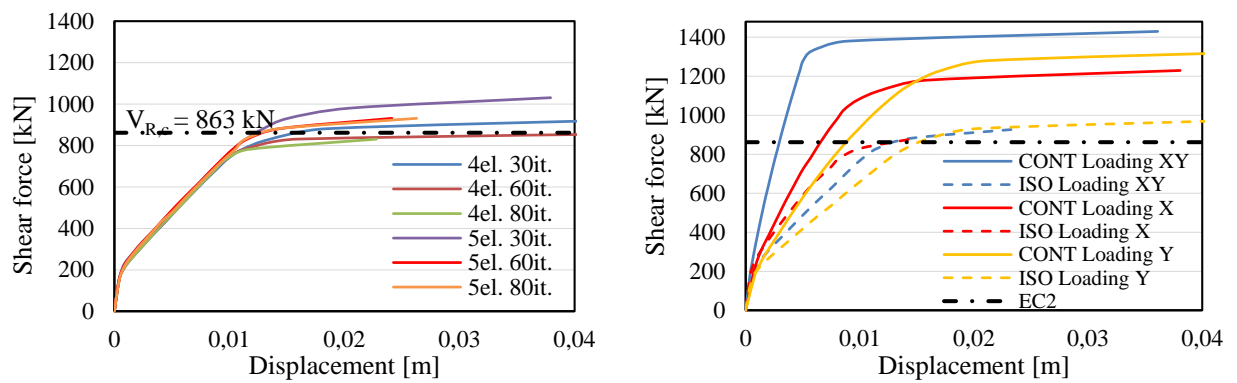 1400
1200
1000
800
600
400
200
0
Shear force [kN]
V_R,c = 863 kN
4el. 30it.
4el. 60it.
4el. 80it.
5el. 30it.
5el. 60it.
5el. 80it.
0 0,01 0,02 0,03 0,04
Displacement [m]
1400
1200
1000
800
600
400
200
0
Shear force [kN]
CONT Loading XY
ISO Loading XY
CONT Loading X
ISO Loading X
CONT Loading Y
ISO Loading Y
EC2
0 0,01 0,02 0,03 0,04
Displacement [m]